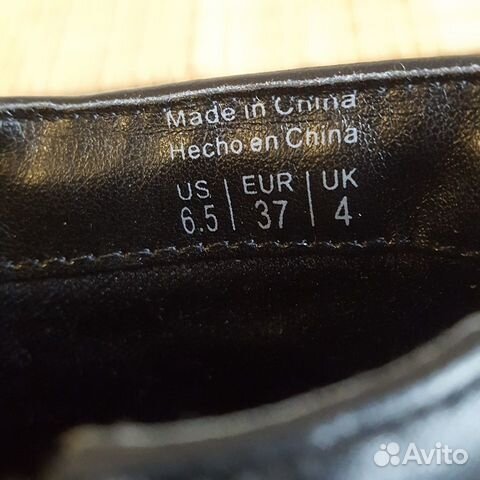 Made in China
Hecho en China
US | EUR | UK
6.5 | 37 | 4
Avito